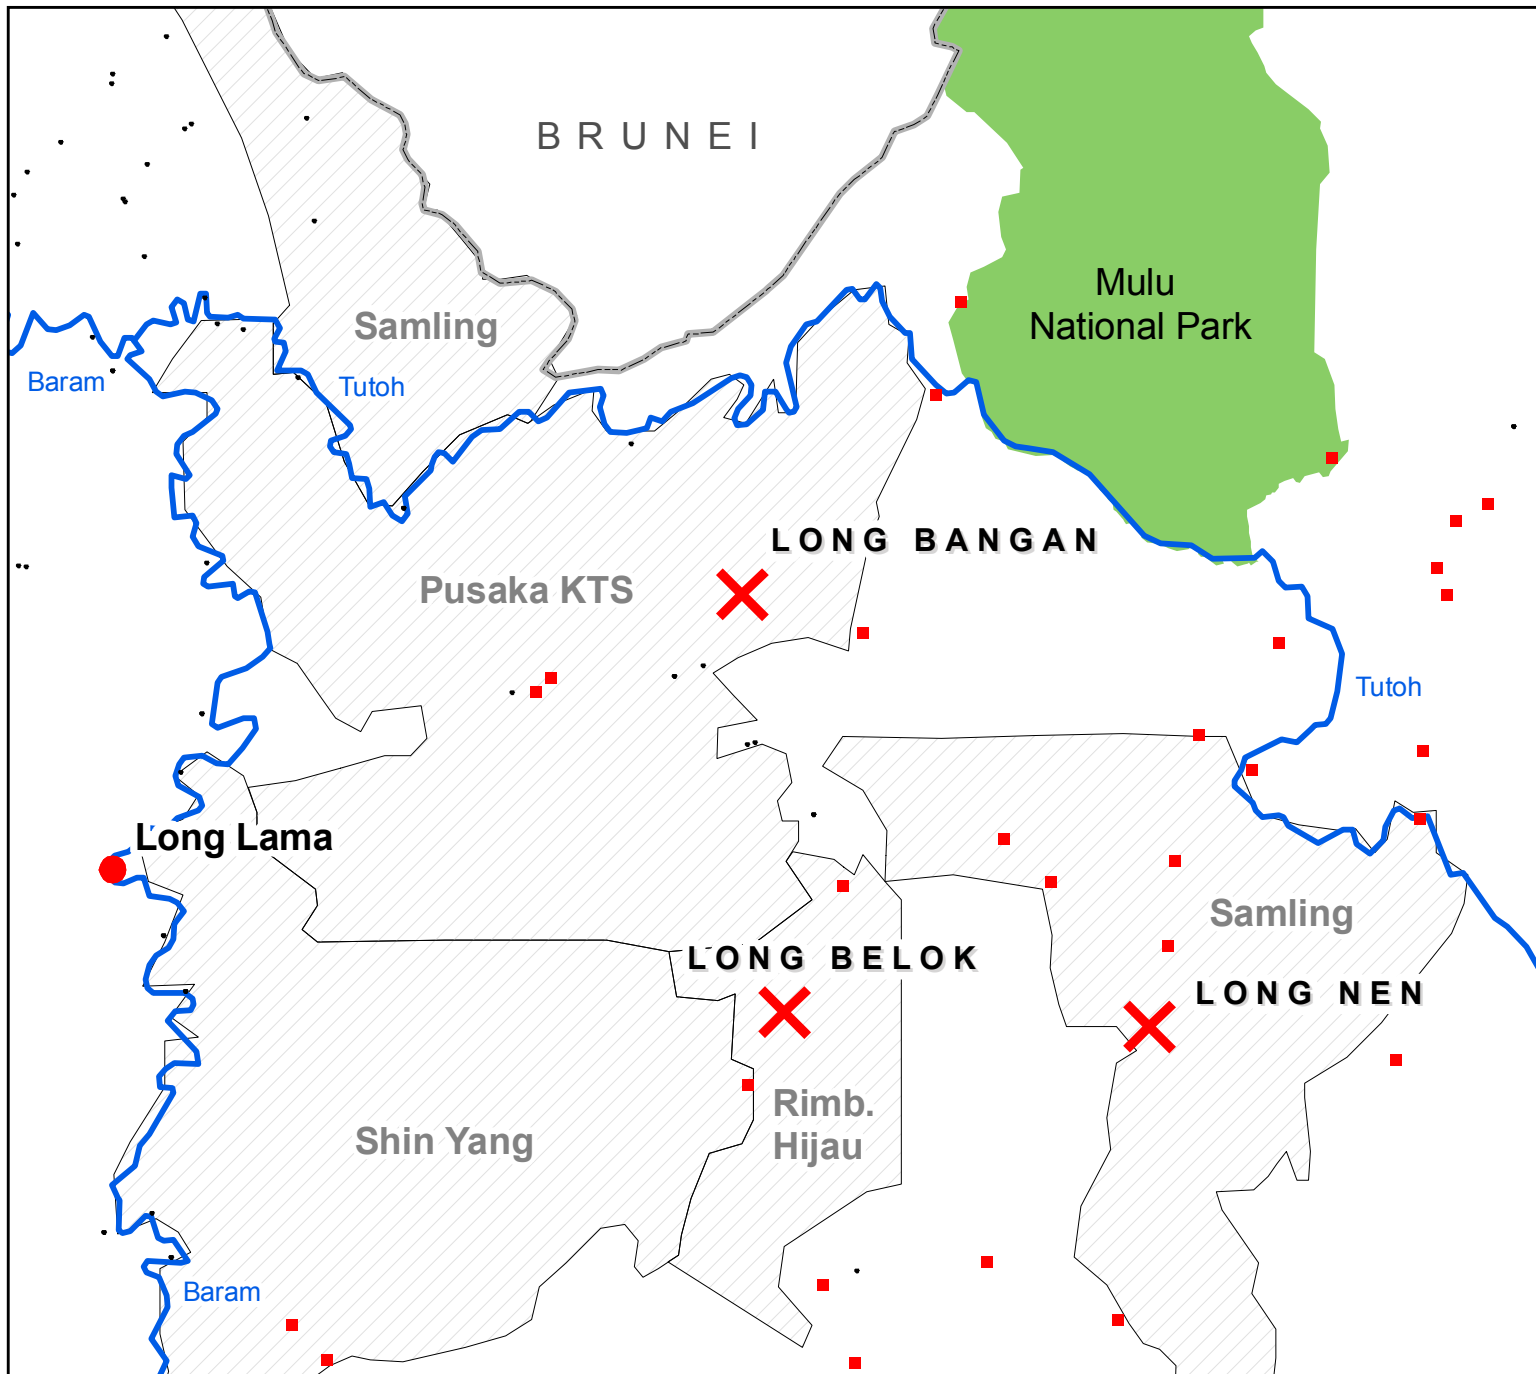 BRUNEI
Mulu
National Park
Samling
Baram
Tutoh
LONG BANGAN
Pusaka KTS
Tutoh
Long Lama
Samling
LONG BELOK
LONG NEN
Rimb.
Hijau
Shin Yang
Baram